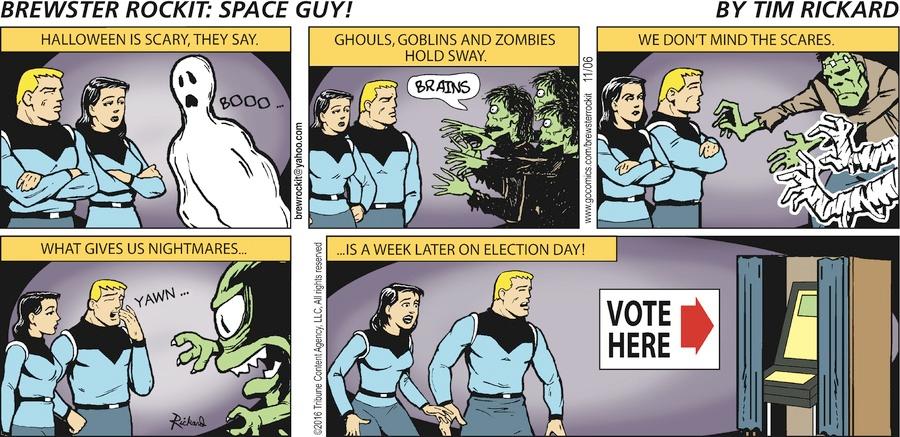 BREWSTER ROCKIT: SPACE GUY!
BY TIM RICKARD
HALLOWEEN IS SCARY, THEY SAY.
BOOO ...
brewrockit@yahoo.com
GHOULS, GOBLINS AND ZOMBIES
HOLD SWAY.
BRAINS
www.gocomics.com/brewsterrockit 11/06
WE DON'T MIND THE SCARES.
WHAT GIVES US NIGHTMARES...
YAWN ...
Rickard
©2016 Tribune Content Agency, LLC, All rights reserved
...IS A WEEK LATER ON ELECTION DAY!
VOTE
HERE